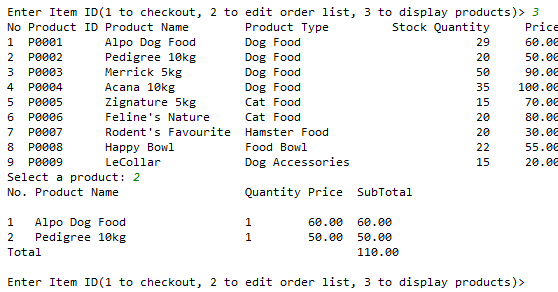 Enter Item ID(1 to checkout, 2 to edit order list, 3 to display products)> 3
No Product ID Product Name Product Type Stock Quantity Price
1 P0001 Alpo Dog Food Dog Food 29 60.00
2 P0002 Pedigree 10kg Dog Food 20 50.00
3 P0003 Merrick 5kg Dog Food 50 90.00
4 P0004 Acana 10kg Dog Food 35 100.00
5 P0005 Zignature 5kg Cat Food 15 70.00
6 P0006 Feline's Nature Cat Food 20 80.00
7 P0007 Rodent's Favourite Hamster Food 20 30.00
8 P0008 Happy Bowl Food Bowl 22 55.00
9 P0009 LeCollar Dog Accessories 15 20.00
Select a product: 2
No. Product Name Quantity Price SubTotal
1 Alpo Dog Food 1 60.00 60.00
2 Pedigree 10kg 1 50.00 50.00
Total 110.00
Enter Item ID(1 to checkout, 2 to edit order list, 3 to display products)>